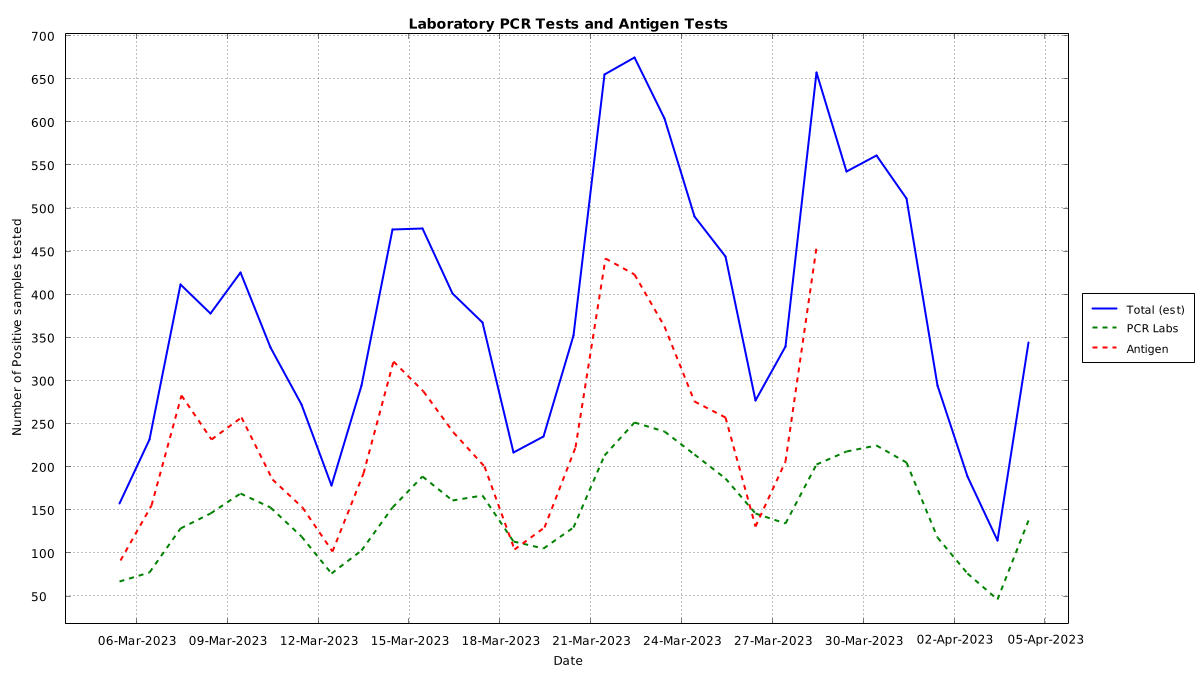 Laboratory PCR Tests and Antigen Tests
700
650
600
550
500
450
400
350
300
250
200
150
100
50
Number of Positive samples tested
06-Mar-2023 09-Mar-2023 12-Mar-2023 15-Mar-2023 18-Mar-2023 21-Mar-2023 24-Mar-2023 27-Mar-2023 30-Mar-2023 02-Apr-2023 05-Apr-2023
Date
Total (est)
PCR Labs
Antigen